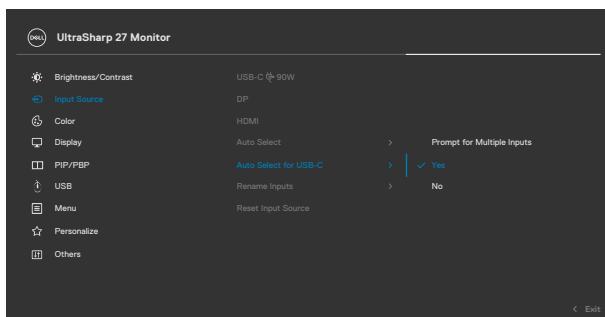 DELL UltraSharp 27 Monitor
Brightness/Contrast USB-C 90W
Input Source DP
Color HDMI
Display Auto Select > Prompt for Multiple Inputs
PIP/PBP Auto Select for USB-C > ✓ Yes
USB Rename Inputs > No
Menu Reset Input Source
Personalize
Others
< Exit